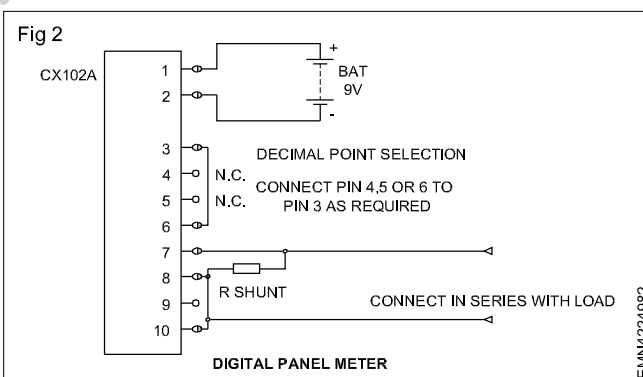 Fig 2
CX102A
1
2
3
4
5
6
7
8
9
10
+
BAT
9V
-
DECIMAL POINT SELECTION
N.C.
N.C.
CONNECT PIN 4,5 OR 6 TO
PIN 3 AS REQUIRED
R SHUNT
CONNECT IN SERIES WITH LOAD
DIGITAL PANEL METER